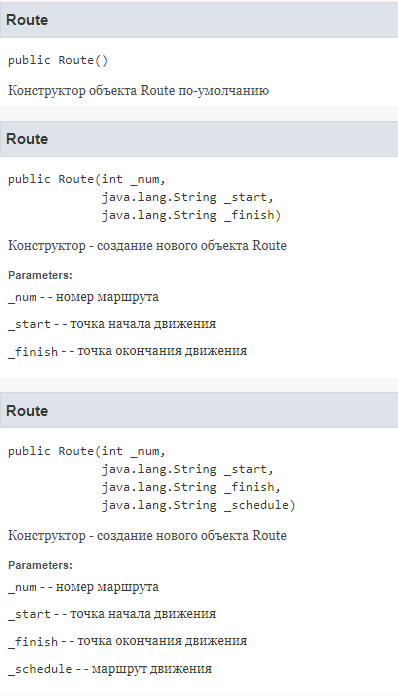 Route
public Route()
Конструктор объекта Route по-умолчанию
Route
public Route(int _num,
java.lang.String _start,
java.lang.String _finish)
Конструктор - создание нового объекта Route
Parameters:
_num - - номер маршрута
_start - - точка начала движения
_finish - - точка окончания движения
Route
public Route(int _num,
java.lang.String _start,
java.lang.String _finish,
java.lang.String _schedule)
Конструктор - создание нового объекта Route
Parameters:
_num - - номер маршрута
_start - - точка начала движения
_finish - - точка окончания движения
_schedule - - маршрут движения